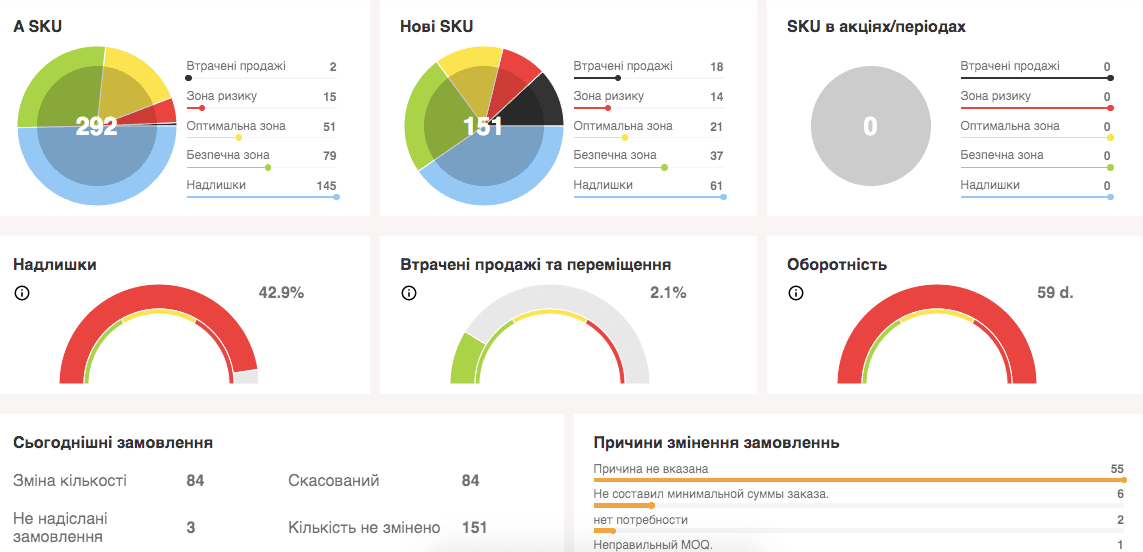 А SKU
292
Втрачені продажі 2
Зона ризику 15
Оптимальна зона 51
Безпечна зона 79
Надлишки 145
Нові SKU
151
Втрачені продажі 18
Зона ризику 14
Оптимальна зона 21
Безпечна зона 37
Надлишки 61
SKU в акціях/періодах
0
Втрачені продажі 0
Зона ризику 0
Оптимальна зона 0
Безпечна зона 0
Надлишки 0
Надлишки
42.9%
Втрачені продажі та переміщення
2.1%
Оборотність
59 d.
Сьогоднішні замовлення
Зміна кількості 84
Скасований 84
Не надіслані
замовлення 3
Кількість не змінено 151
Причини змінення замовленнь
Причина не вказана 55
Не составил минимальной суммы заказа. 6
нет потребности 2
Неправильный MOQ. 1